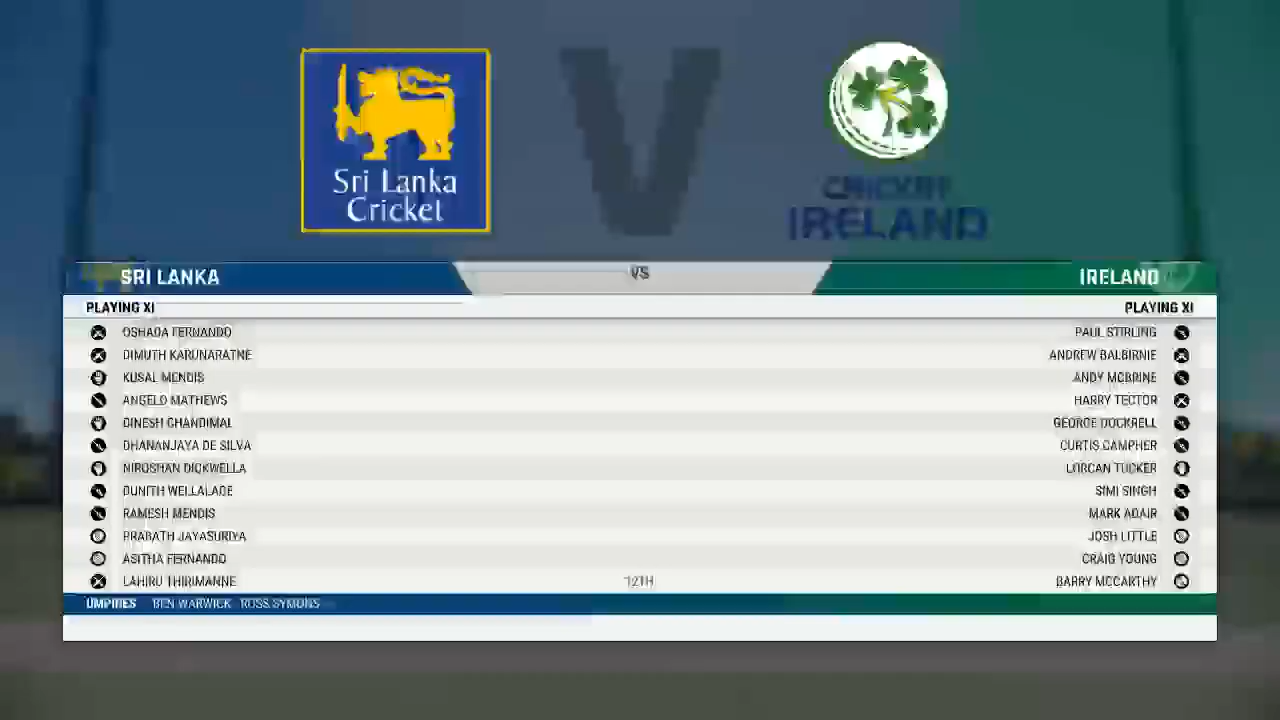 V
Sri Lanka
Cricket
CRICKET
IRELAND
SRI LANKA VS IRELAND
PLAYING XI PLAYING XI
OSHADA FERNANDO PAUL STIRLING
DIMUTH KARUNARATNE ANDREW BALBIRNIE
KUSAL MENDIS ANDY MCBRINE
ANGELO MATHEWS HARRY TECTOR
DINESH CHANDIMAL GEORGE DOCKRELL
DHANANJAYA DE SILVA CURTIS CAMPHER
NIROSHAN DICKWELLA LORCAN TUCKER
DUNITH WELLALAGE SIMI SINGH
RAMESH MENDIS MARK ADAIR
PRABATH JAYASURIYA JOSH LITTLE
ASITHA FERNANDO CRAIG YOUNG
LAHIRU THIRIMANNE 12TH BARRY MCCARTHY
UMPIRES BEN WARWICK ROSS SYMONS